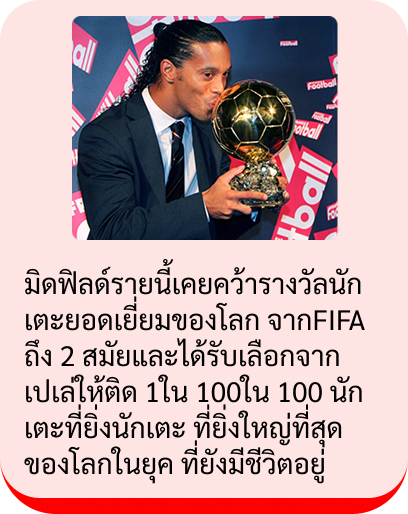 Football
Football
Football
football
FIFA
football
มิดฟิลด์รายนี้เคยคว้ารางวัลนัก
เตะยอดเยี่ยมของโลก จากFIFA
ถึง 2 สมัยและได้รับเลือกจาก
เปเล่ให้ติด 1ใน 100ใน 100 นัก
เตะที่ยิ่งนักเตะ ที่ยิ่งใหญ่ที่สุด
ของโลกในยุค ที่ยังมีชีวิตอยู่